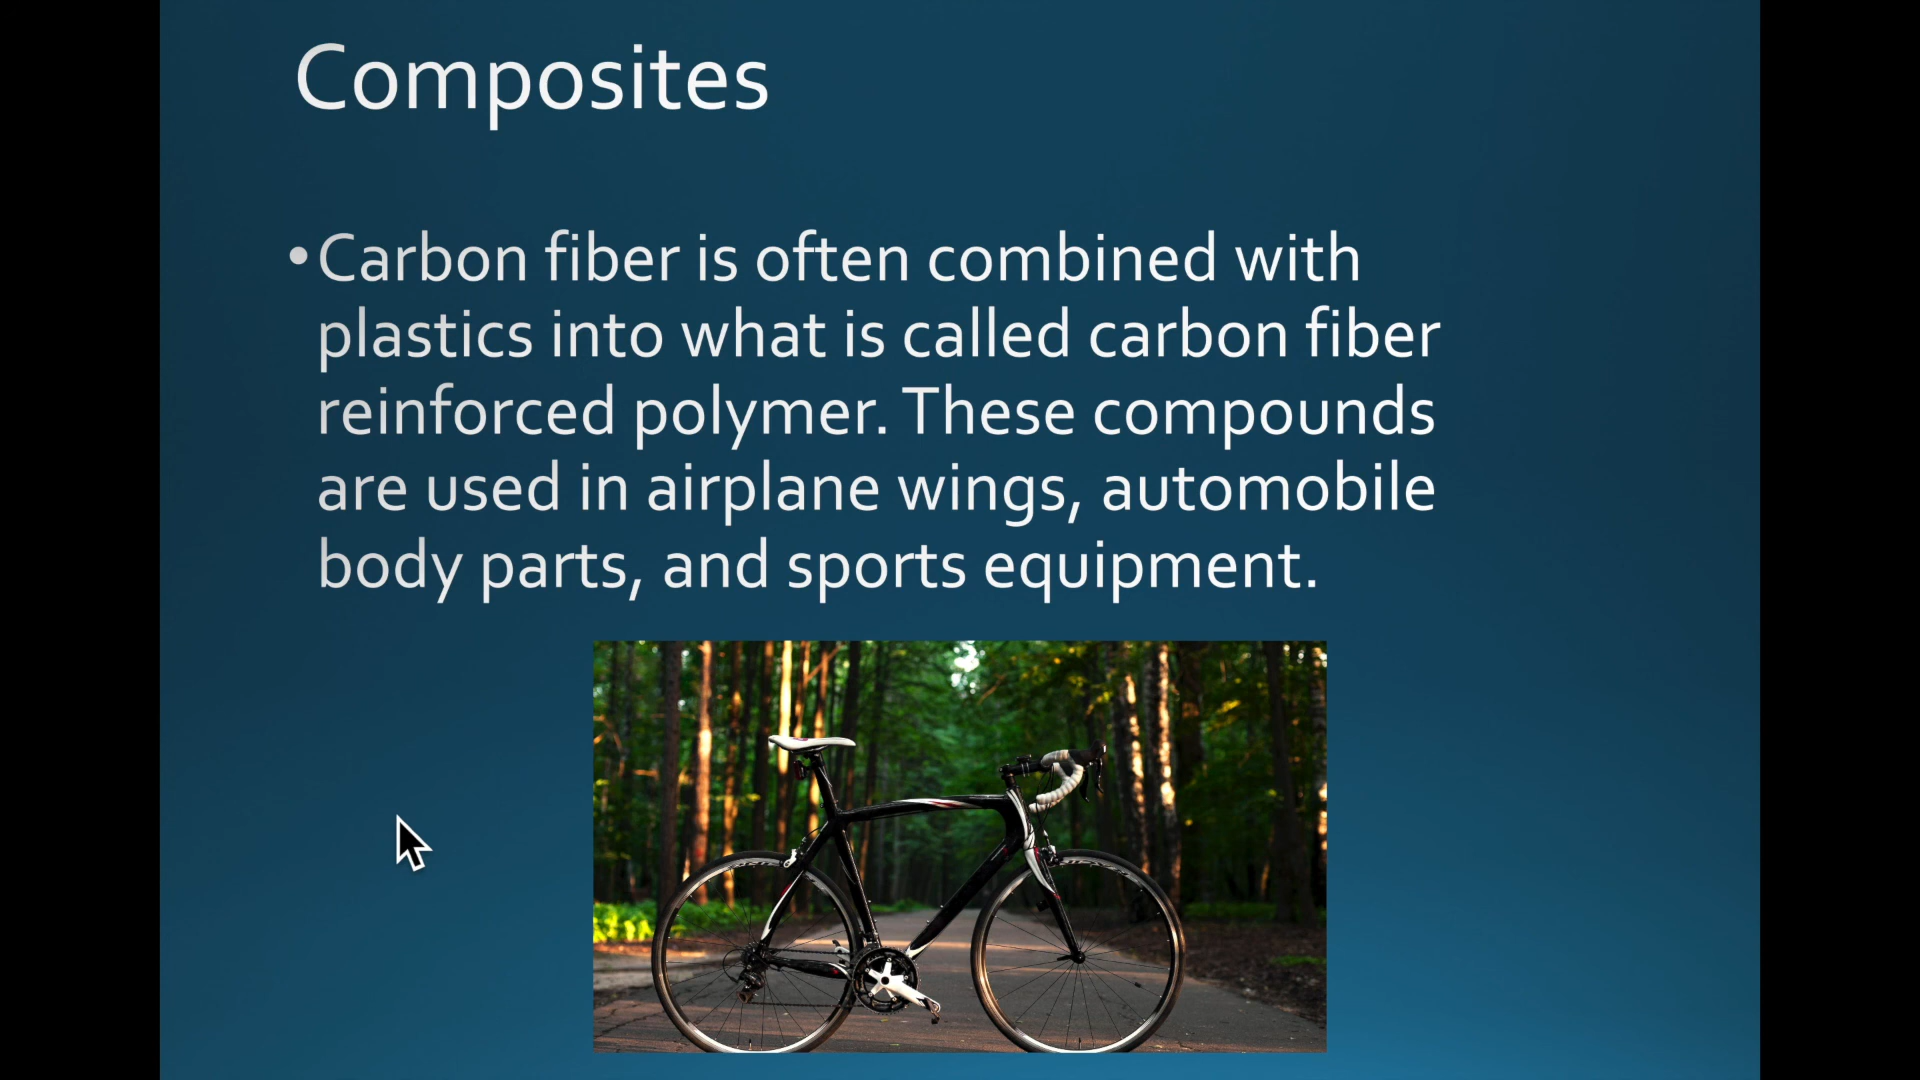 Composites
• Carbon fiber is often combined with
plastics into what is called carbon fiber
reinforced polymer. These compounds
are used in airplane wings, automobile
body parts, and sports equipment.